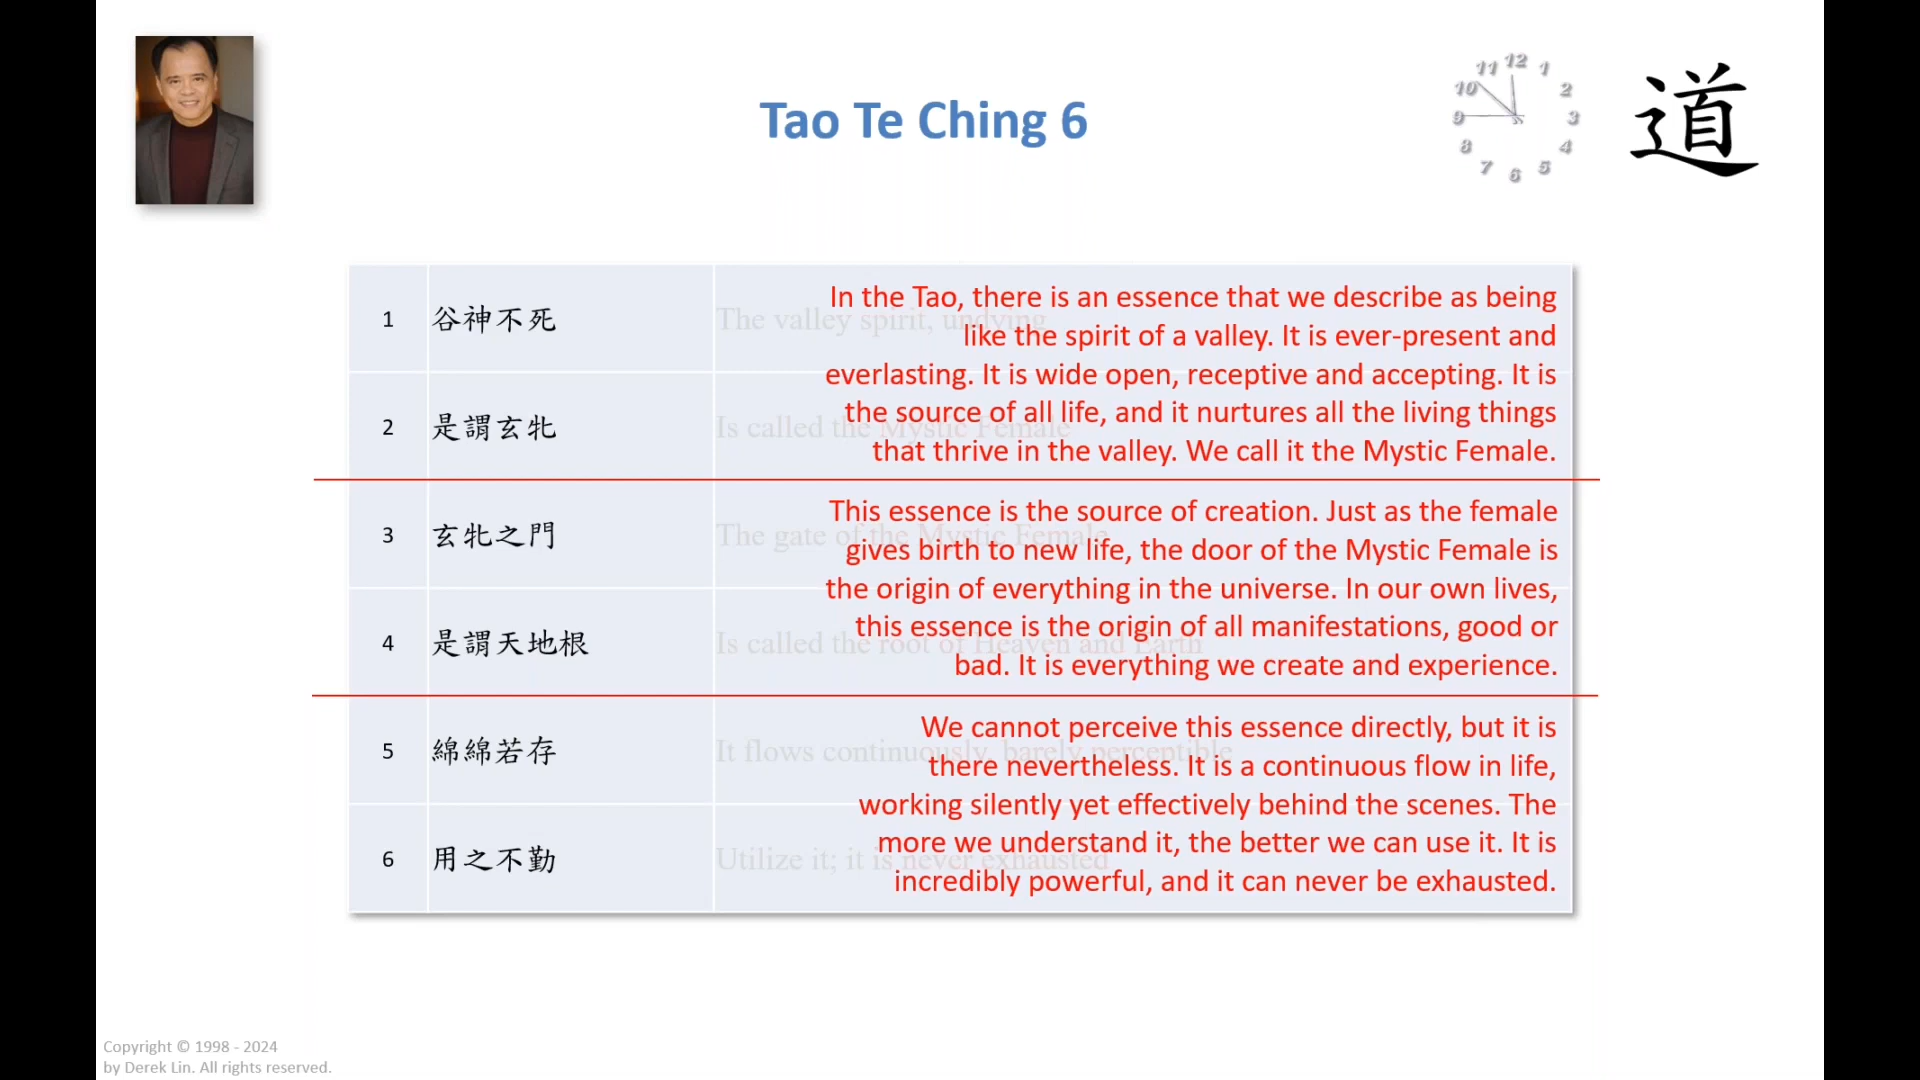 Tao Te Ching 6
12
1
2
3
4
5
6
7
8
9
10
11
道
1
谷神不死
The valley spirit, undying
In the Tao, there is an essence that we describe as being
like the spirit of a valley. It is ever-present and
everlasting. It is wide open, receptive and accepting. It is
the source of all life, and it nurtures all the living things
that thrive in the valley. We call it the Mystic Female.
2
是謂玄牝
Is called the Mystic Female
3
玄牝之門
The gate of the Mystic Female
This essence is the source of creation. Just as the female
gives birth to new life, the door of the Mystic Female is
the origin of everything in the universe. In our own lives,
this essence is the origin of all manifestations, good or
bad. It is everything we create and experience.
4
是謂天地根
Is called the root of Heaven and Earth
5
綿綿若存
It flows continuously, barely perceptible
We cannot perceive this essence directly, but it is
there nevertheless. It is a continuous flow in life,
working silently yet effectively behind the scenes. The
more we understand it, the better we can use it. It is
incredibly powerful, and it can never be exhausted.
6
用之不勤
Utilize it; it is never exhausted
Copyright © 1998 - 2024
by Derek Lin. All rights reserved.